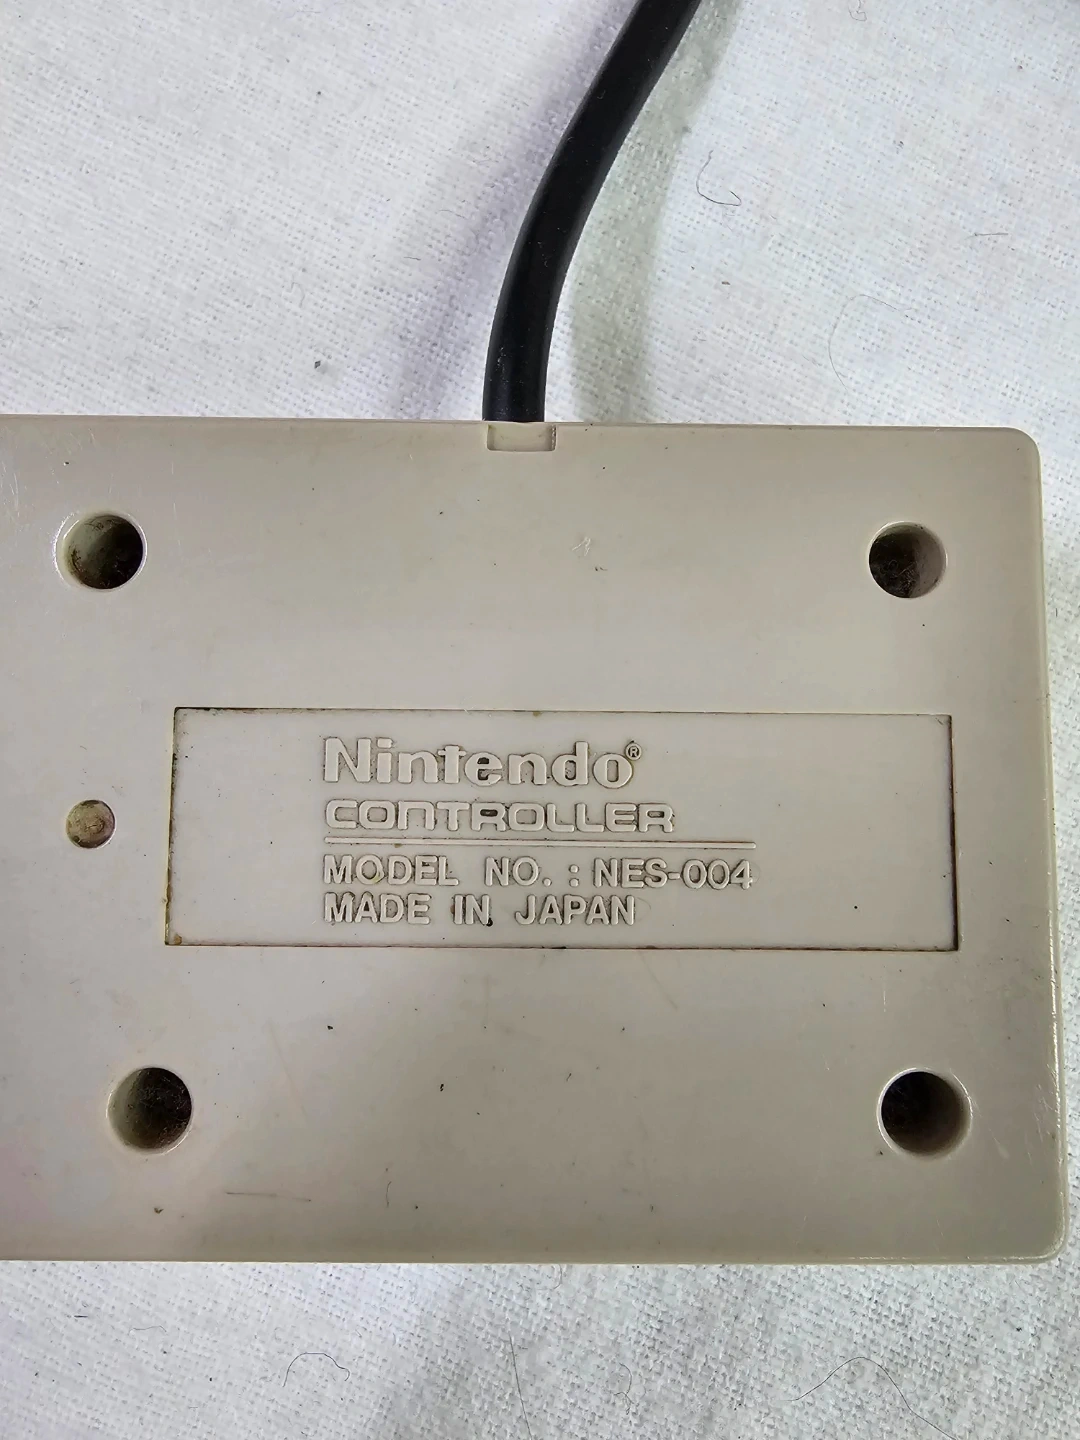 Nintendo®
CONTROLLER
MODEL NO. : NES-004
MADE IN JAPAN